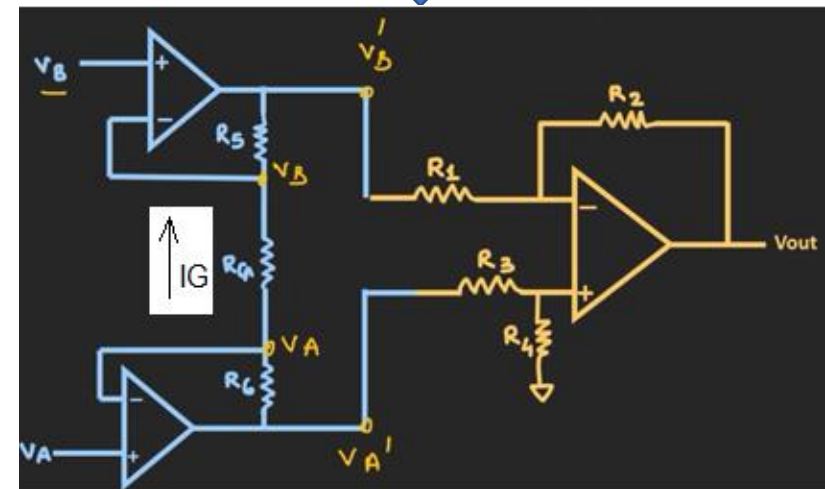 VB'
VB
+
−
R5
VB
R2
R1
−
IG
RG
Vout
R3
+
R4
VA
−
R6
VA
+
VA'